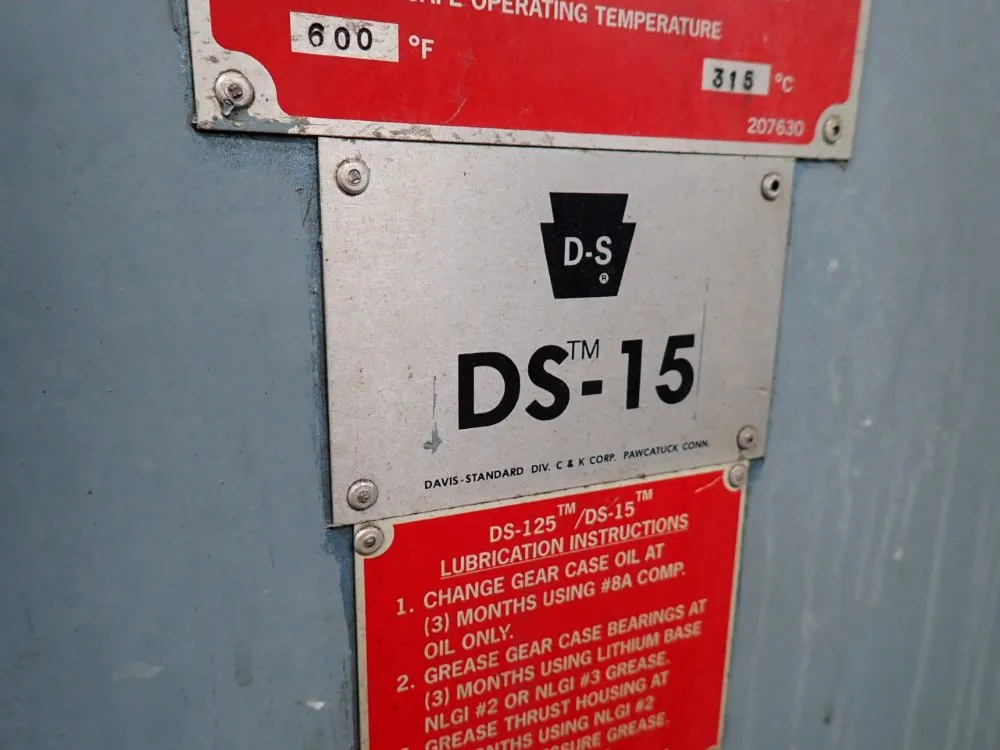 OPERATING TEMPERATURE
600 °F
315 °C
207630
D-S
®
DS™-15
DAVIS-STANDARD DIV. C & K CORP. PAWCATUCK CONN.
DS-125™/DS-15™
LUBRICATION INSTRUCTIONS
1. CHANGE GEAR CASE OIL AT
(3) MONTHS USING #8A COMP.
OIL ONLY.
2. GREASE GEAR CASE BEARINGS AT
(3) MONTHS USING LITHIUM BASE
NLGI #2 OR NLGI #3 GREASE.
GREASE THRUST HOUSING AT
MONTHS USING NLGI #2
GREASE.